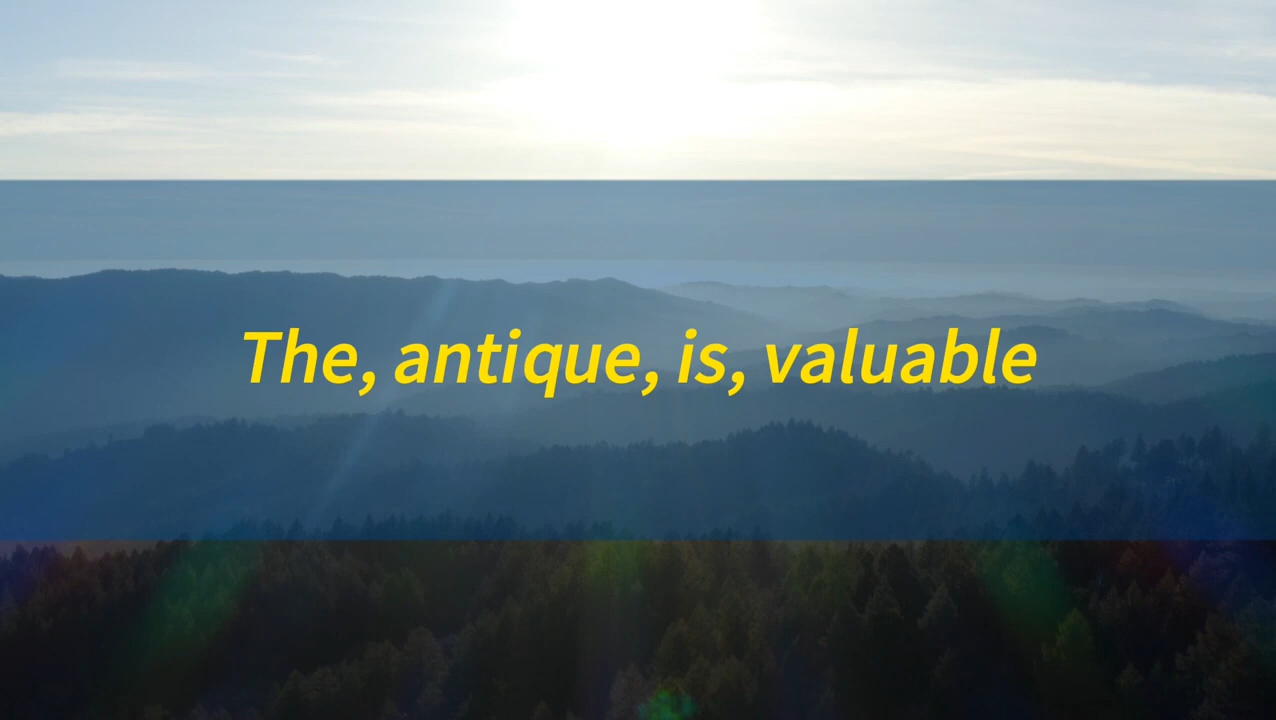 The, antique, is, valuable